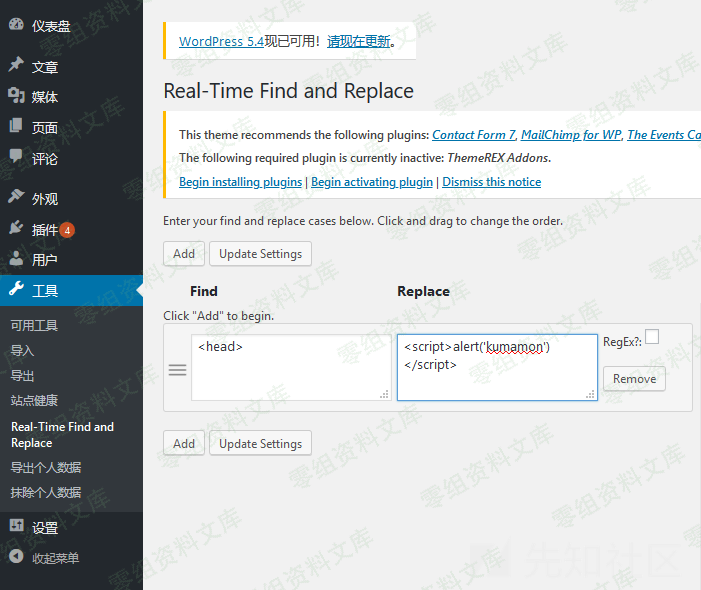 仪表盘
文章
媒体
页面
评论
外观
插件 4
用户
工具
可用工具
导入
导出
站点健康
Real-Time Find and
Replace
导出个人数据
抹除个人数据
设置
收起菜单
WordPress 5.4现已可用！请现在更新。
Real-Time Find and Replace
This theme recommends the following plugins: Contact Form 7, MailChimp for WP, The Events Ca
The following required plugin is currently inactive: ThemeREX Addons.
Begin installing plugins | Begin activating plugin | Dismiss this notice
Enter your find and replace cases below. Click and drag to change the order.
Add Update Settings
Find Replace
Click "Add" to begin.
<head>
<script>alert('kumamon')
</script>
RegEx?:
Remove
Add Update Settings
零组资料文库
先知社区